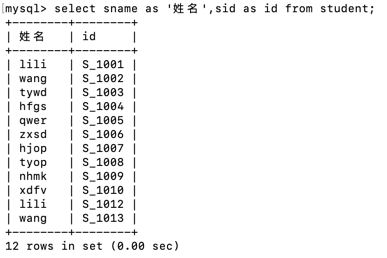 mysql> select sname as '姓名',sid as id from student;
+--------+--------+
| 姓名 | id |
+--------+--------+
| lili | S_1001 |
| wang | S_1002 |
| tywd | S_1003 |
| hfgs | S_1004 |
| qwer | S_1005 |
| zxsd | S_1006 |
| hjop | S_1007 |
| tyop | S_1008 |
| nhmk | S_1009 |
| xdfv | S_1010 |
| lili | S_1012 |
| wang | S_1013 |
+--------+--------+
12 rows in set (0.00 sec)